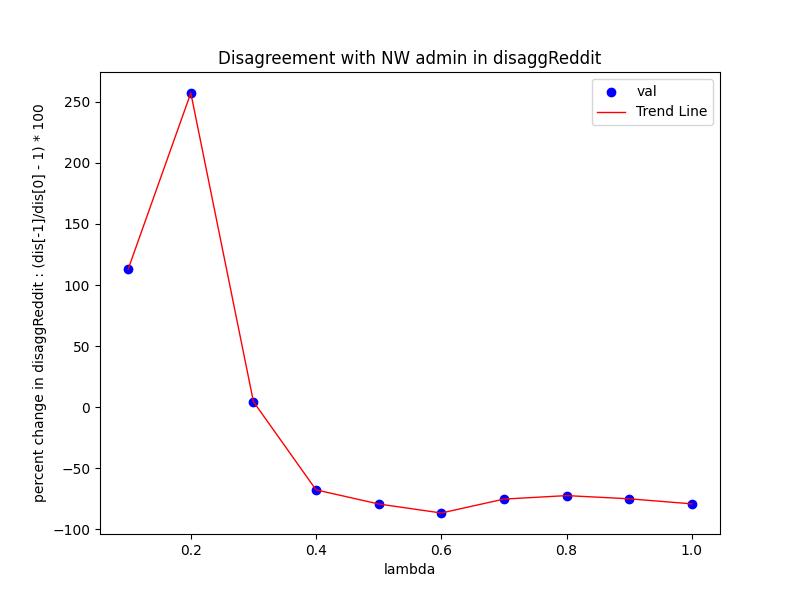 Disagreement with NW admin in disaggReddit
val
Trend Line
percent change in disaggReddit : (dis[-1]/dis[0] - 1) * 100
250
200
150
100
50
0
−50
−100
0.2 0.4 0.6 0.8 1.0
lambda